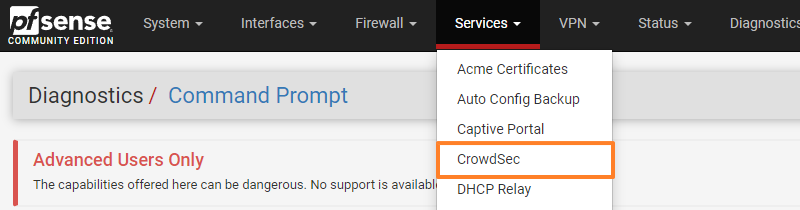 pfsense System Interfaces Firewall Services VPN Status Diagnostics
COMMUNITY EDITION
Acme Certificates
Diagnostics / Command Prompt
Auto Config Backup
Captive Portal
Advanced Users Only
CrowdSec
The capabilities offered here can be dangerous. No support is available
DHCP Relay